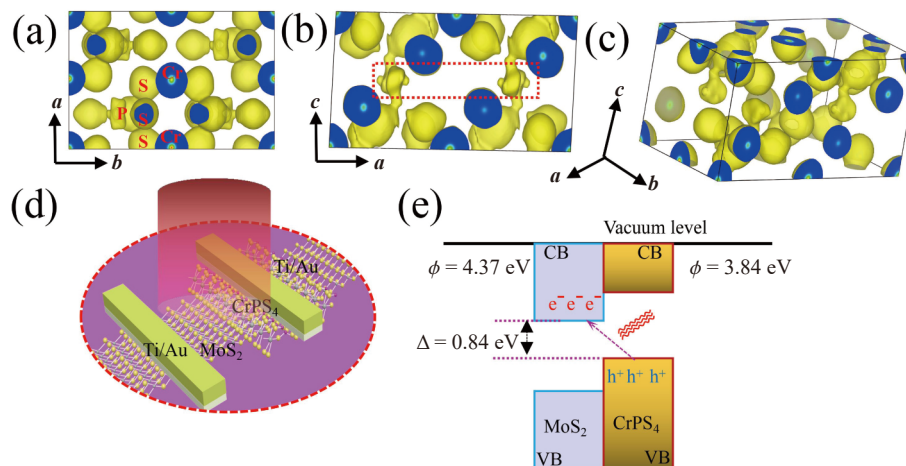 (a)
S
Cr
P
S
S
Cr
a
b
(b)
c
a
(c)
c
a
b
(d)
Ti/Au
CrPS₄
Ti/Au
MoS₂
(e)
Vacuum level
ϕ = 4.37 eV
CB
CB
ϕ = 3.84 eV
e⁻ e⁻ e⁻
Δ = 0.84 eV
h⁺ h⁺ h⁺
MoS₂
CrPS₄
VB
VB